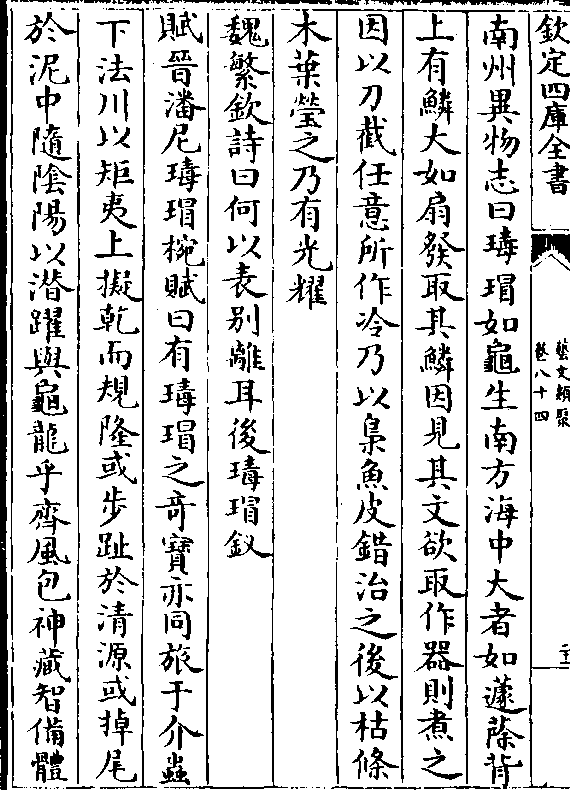 欽定四庫全書
藝文類聚
卷八十四
南州異物志曰瑇瑁如龜生南方海中大者如蘧蒢背
上有鱗大如扇發取其鱗因見其文欲取作器則煮之
因以刀截任意所作冷乃以梟魚皮錯治之後以枯條
木葉瑩之乃有光耀
魏繁欽詩曰何以表别離耳後瑇瑁釵
賦晉潘尼瑇瑁椀賦曰有瑇瑁之竒寳亦同旅于介蟲
下法川以矩夷上擬乾而規隆或步趾於清源或掉尾
於泥中隨陰陽以潜躍與龜龍乎齊風包神藏智備體